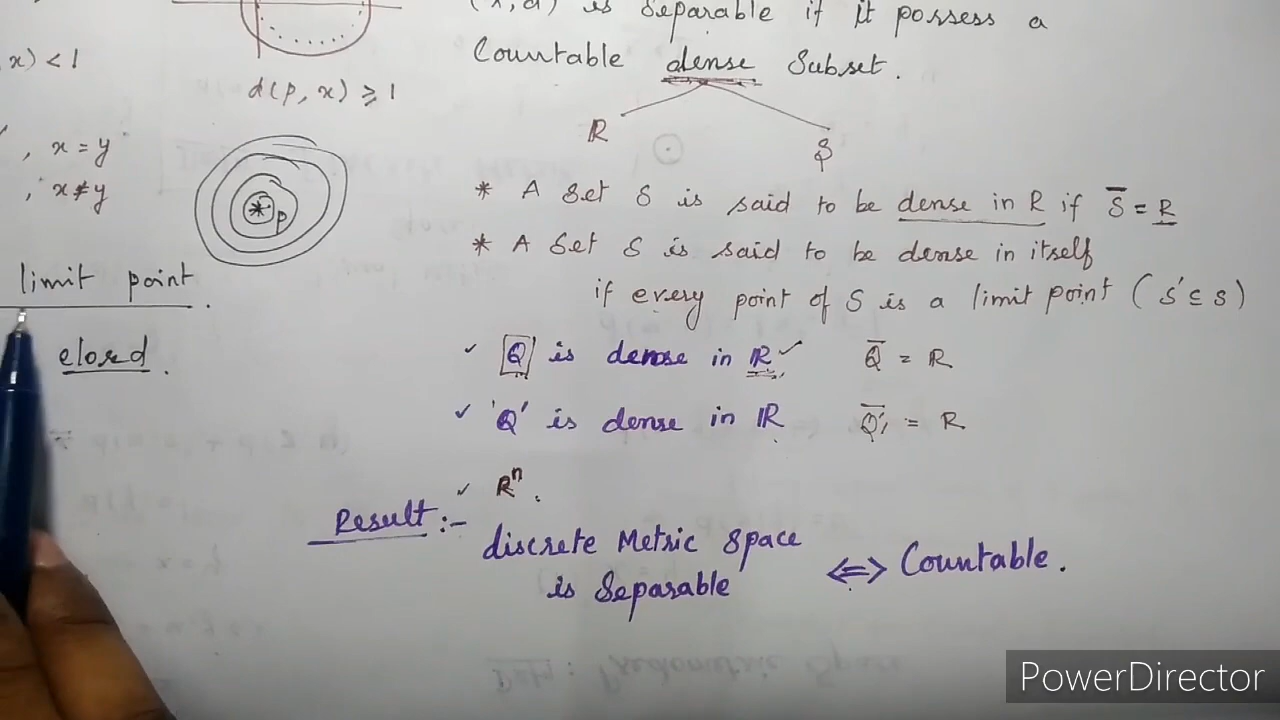 (x,d) is Separable if it possess a
Countable dense Subset.
R S
* A Set S is said to be dense in R if S̅ = R
* A Set S is said to be dense in itself
if every point of S is a limit point (S' ⊆ S)
✓ Q is dense in R ✓ Q̅ = R
✓ 'Q' is dense in R Q̅' = R
✓ Rⁿ.
Result :-
discrete Metric Space
is Separable ⇔ Countable.
x) < 1
d(p, x) ⩾ 1
, x = y
, x ≠ y
p
limit point.
closed.
PowerDirector